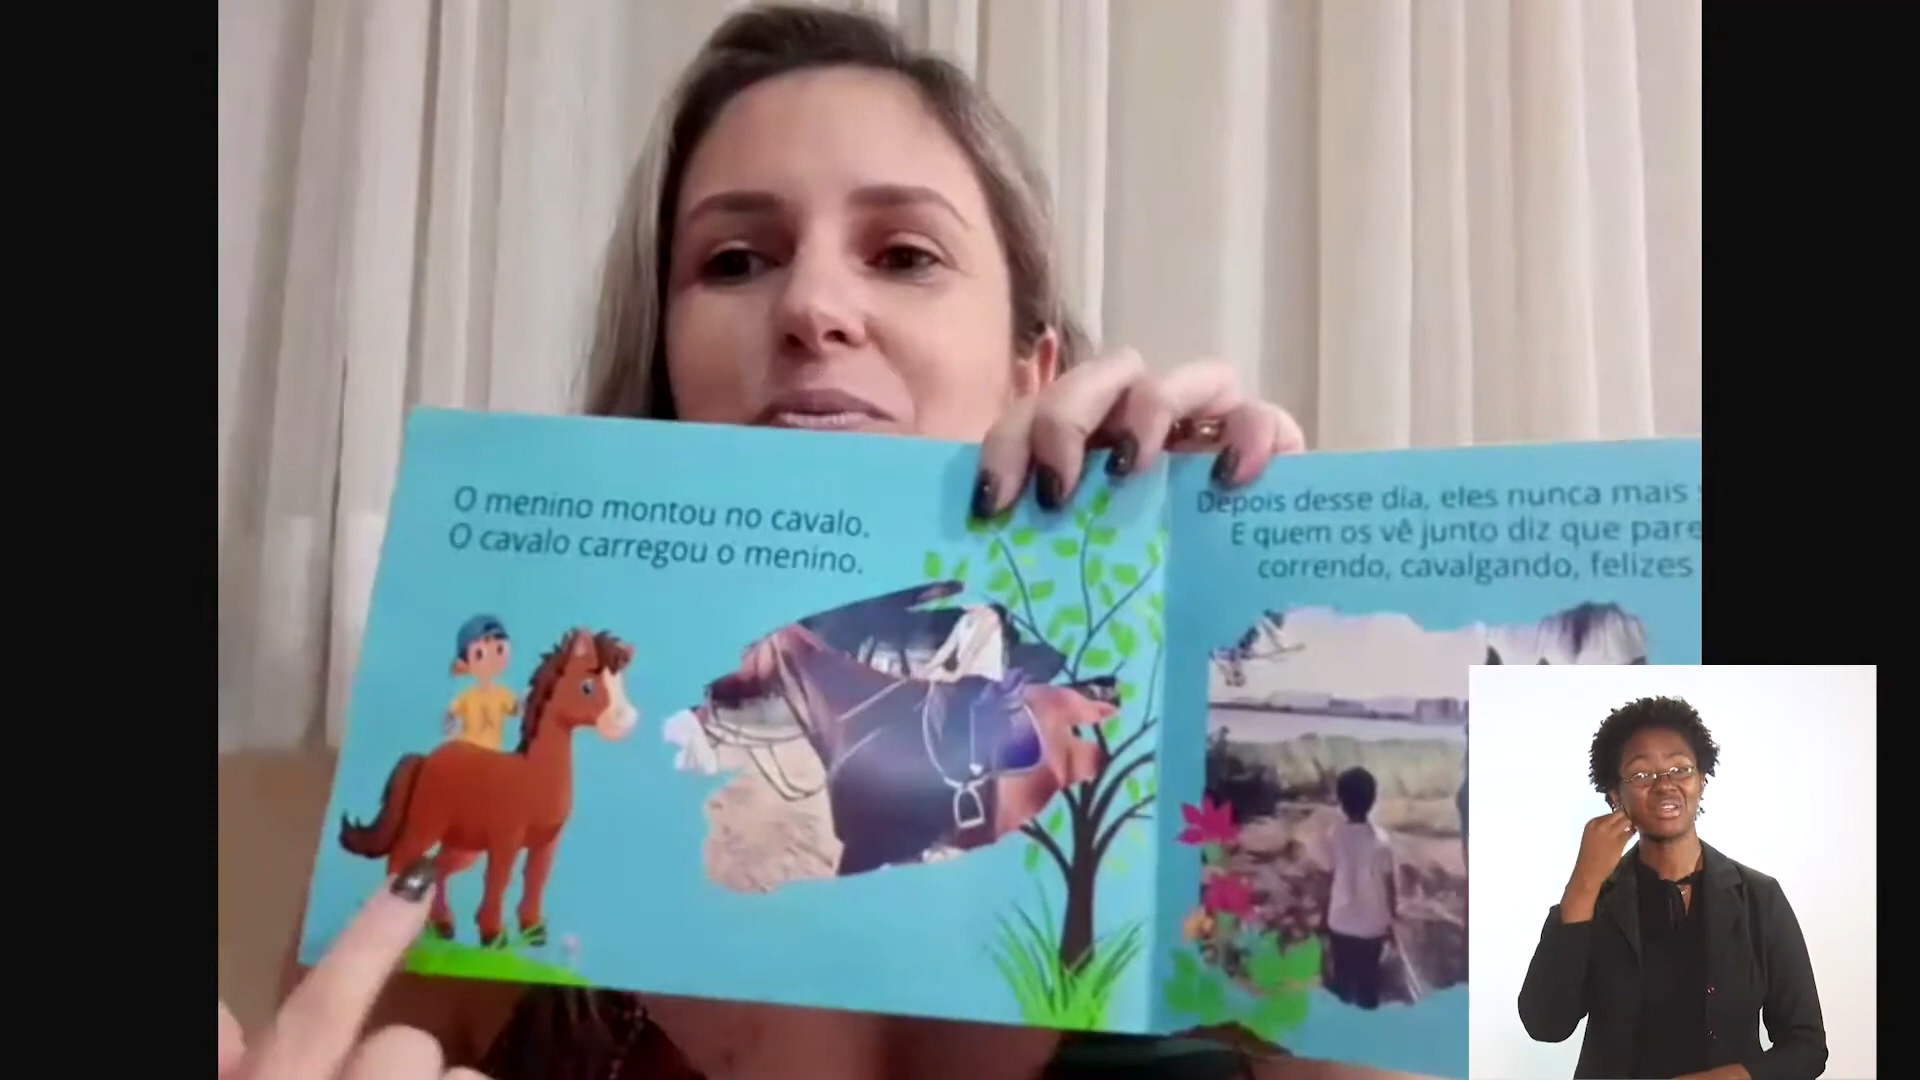 O menino montou no cavalo.
O cavalo carregou o menino.
Depois desse dia, eles nunca mais
E quem os vê junto diz que
correndo, cavalgando, felizes